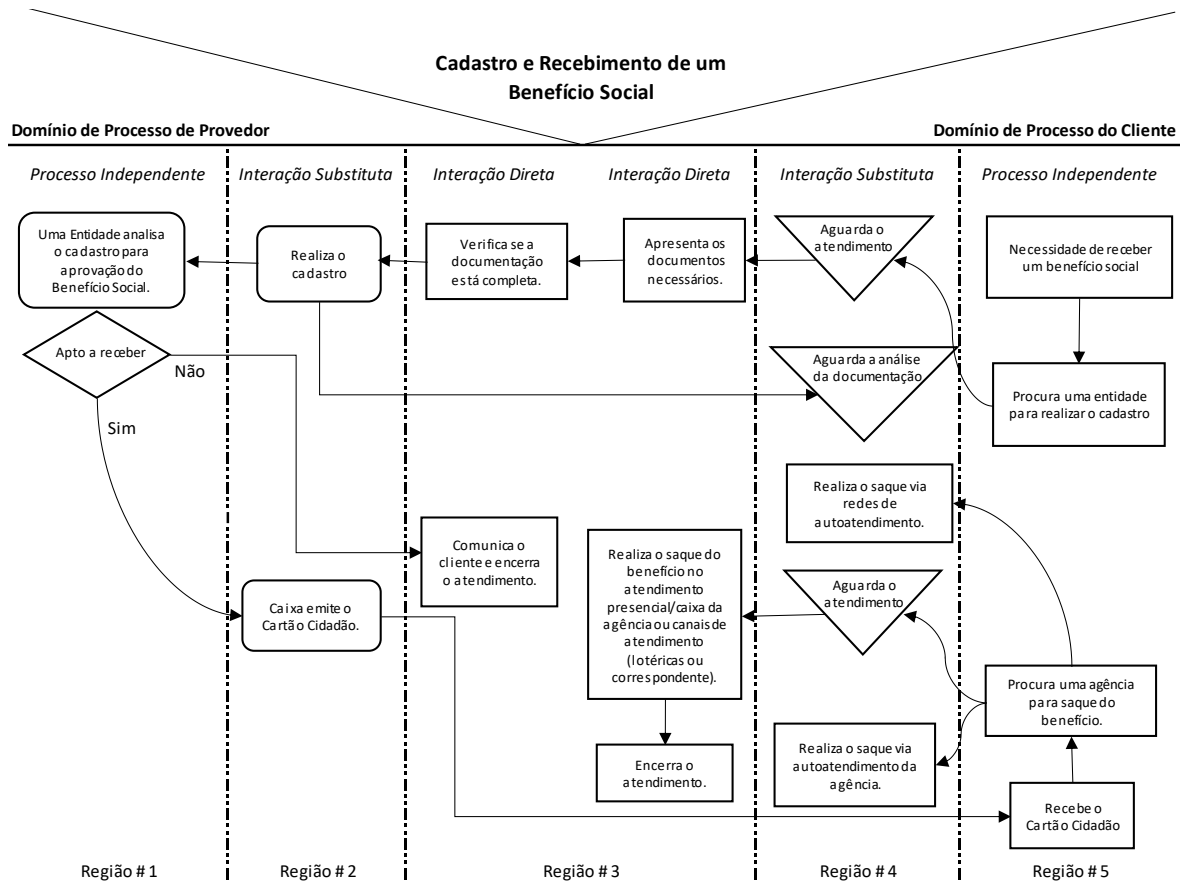 Cadastro e Recebimento de um
Benefício Social
Domínio de Processo de Provedor
Domínio de Processo do Cliente
Processo Independente
Interação Substituta
Interação Direta
Interação Direta
Interação Substituta
Processo Independente
Uma Entidade analisa
o cadastro para
aprovação do
Benefício Social.
Realiza o
cadastro
Verifica se a
documentação
está completa.
Apresenta os
documentos
necessários.
Aguarda o
atendimento
Necessidade de receber
um benefício social
Apto a receber
Não
Sim
Aguarda a análise
da documentação
Procura uma entidade
para realizar o cadastro
Realiza o saque via
redes de
autoatendimento.
Comunica o
cliente e encerra
o atendimento.
Realiza o saque do
benefício no
atendimento
presencial/caixa da
agência ou canais de
atendimento
(lotéricas ou
correspondente).
Aguarda o
atendimento
Caixa emite o
Cartão Cidadão.
Procura uma agência
para saque do
benefício.
Encerra o
atendimento.
Realiza o saque via
autoatendimento da
agência.
Recebe o
Cartão Cidadão
Região # 1
Região # 2
Região # 3
Região # 4
Região # 5